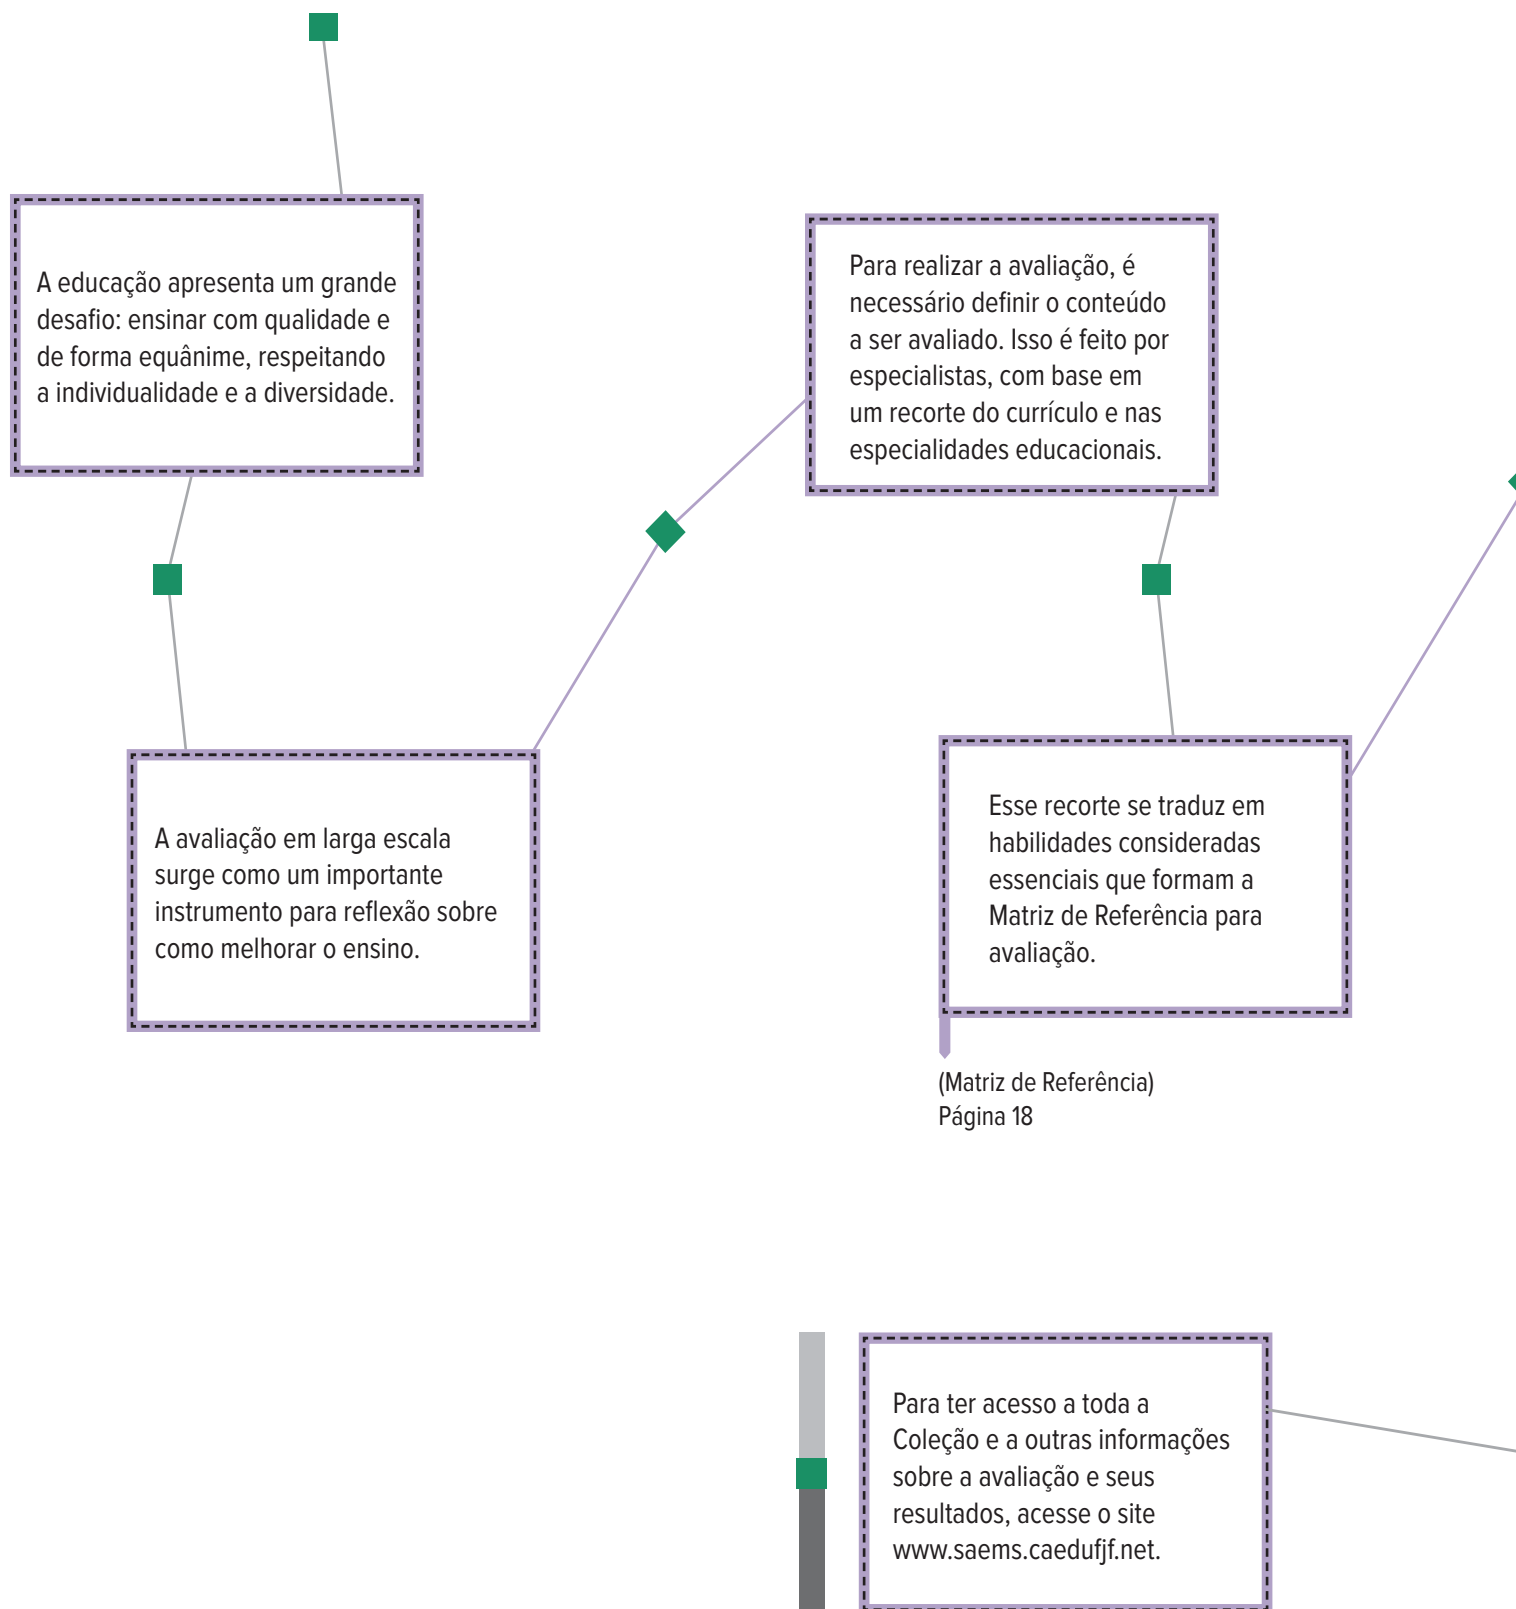 A educação apresenta um grande
desafio: ensinar com qualidade e
de forma equânime, respeitando
a individualidade e a diversidade.
A avaliação em larga escala
surge como um importante
instrumento para reflexão sobre
como melhorar o ensino.
Para realizar a avaliação, é
necessário definir o conteúdo
a ser avaliado. Isso é feito por
especialistas, com base em
um recorte do currículo e nas
especialidades educacionais.
Esse recorte se traduz em
habilidades consideradas
essenciais que formam a
Matriz de Referência para
avaliação.
(Matriz de Referência)
Página 18
Para ter acesso a toda a
Coleção e a outras informações
sobre a avaliação e seus
resultados, acesse o site
www.saems.caedufjf.net.